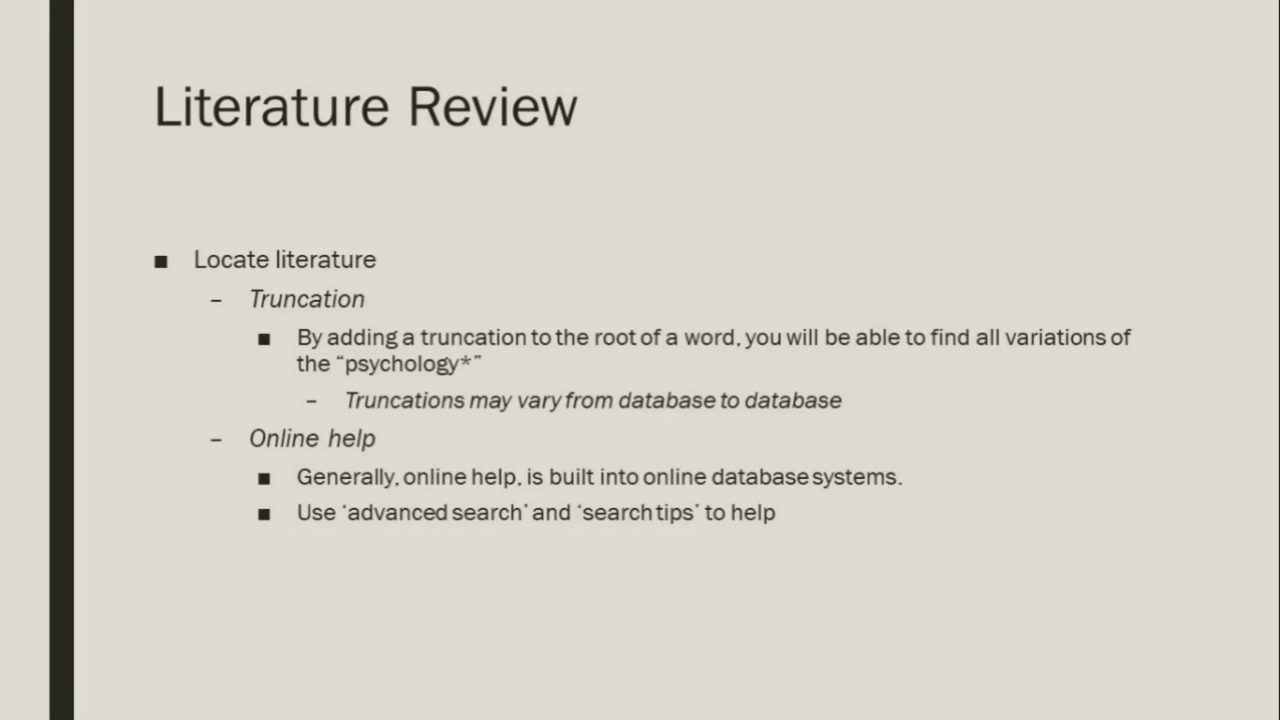 Literature Review
■ Locate literature
– Truncation
■ By adding a truncation to the root of a word, you will be able to find all variations of
the “psychology*”
– Truncations may vary from database to database
– Online help
■ Generally, online help, is built into online database systems.
■ Use ‘advanced search’ and ‘search tips’ to help